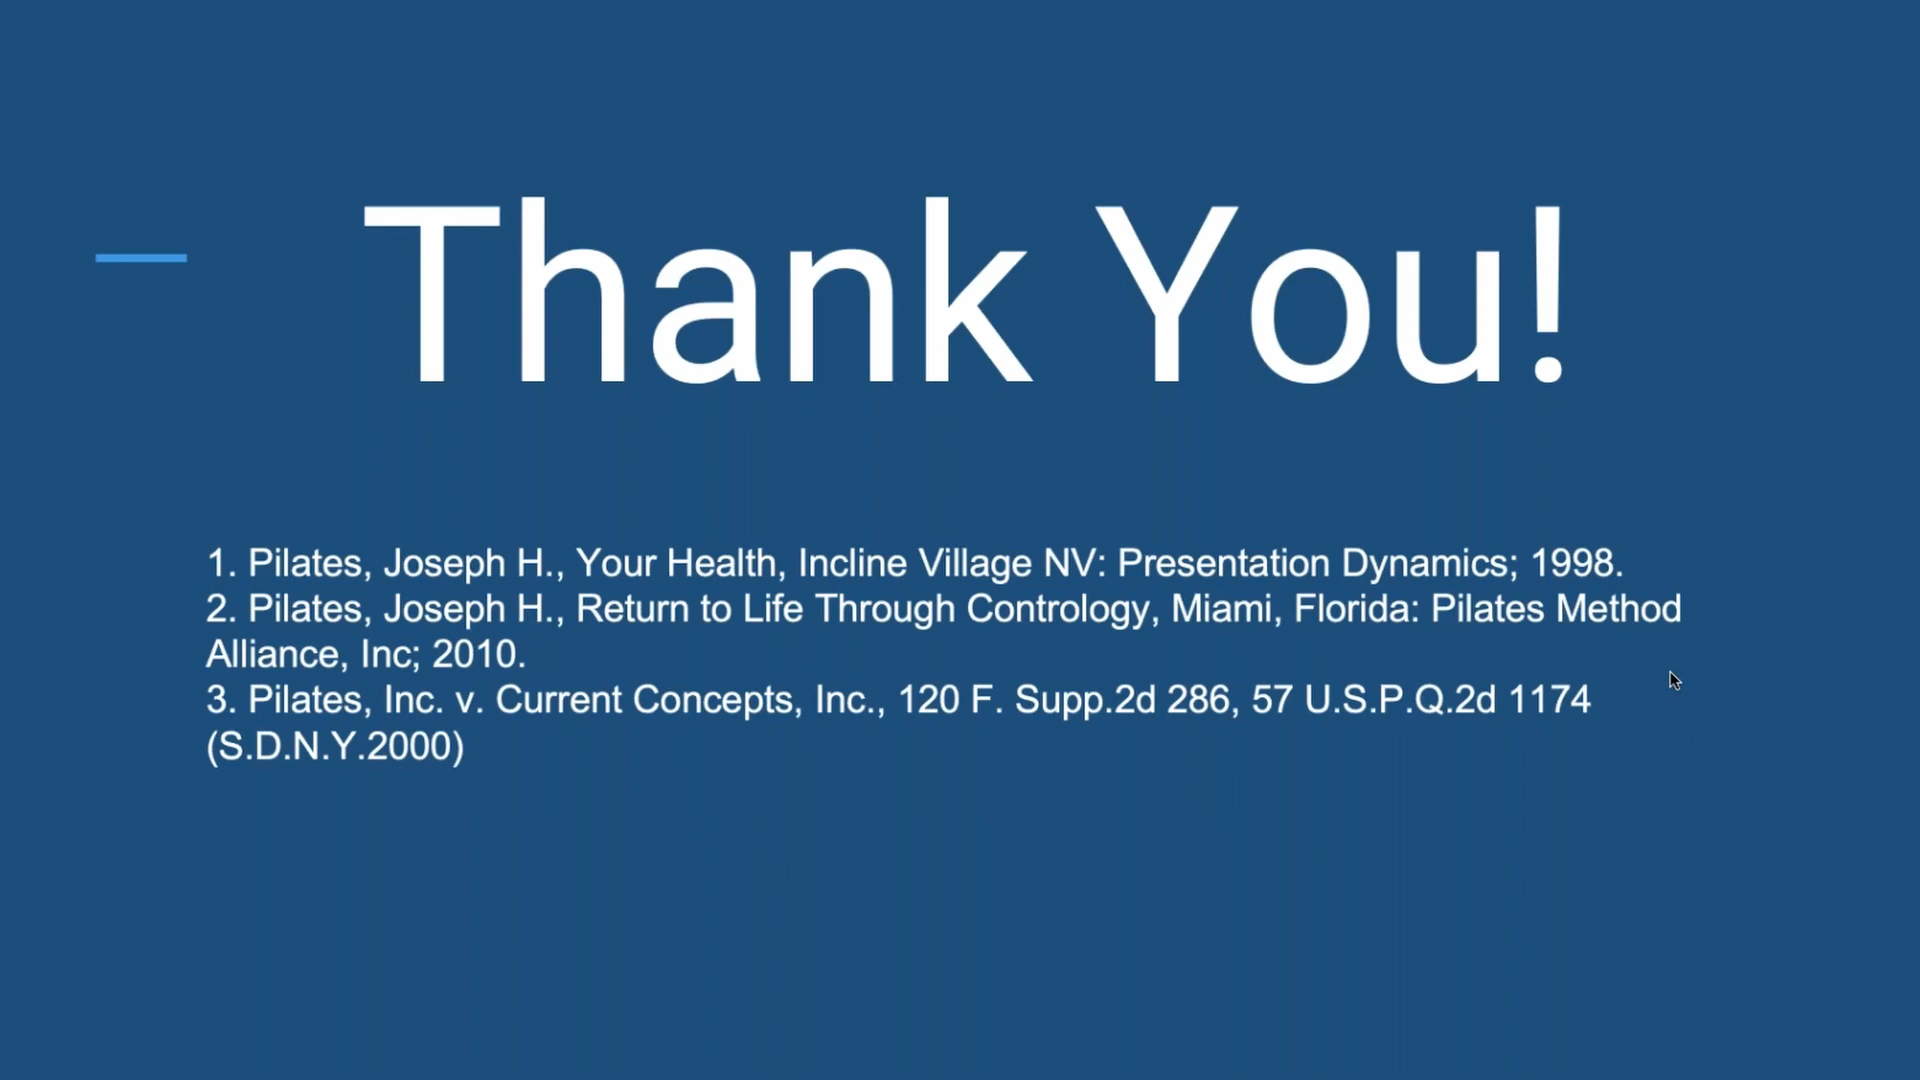 Thank You!
1. Pilates, Joseph H., Your Health, Incline Village NV: Presentation Dynamics; 1998.
2. Pilates, Joseph H., Return to Life Through Contrology, Miami, Florida: Pilates Method
Alliance, Inc; 2010.
3. Pilates, Inc. v. Current Concepts, Inc., 120 F. Supp.2d 286, 57 U.S.P.Q.2d 1174
(S.D.N.Y.2000)